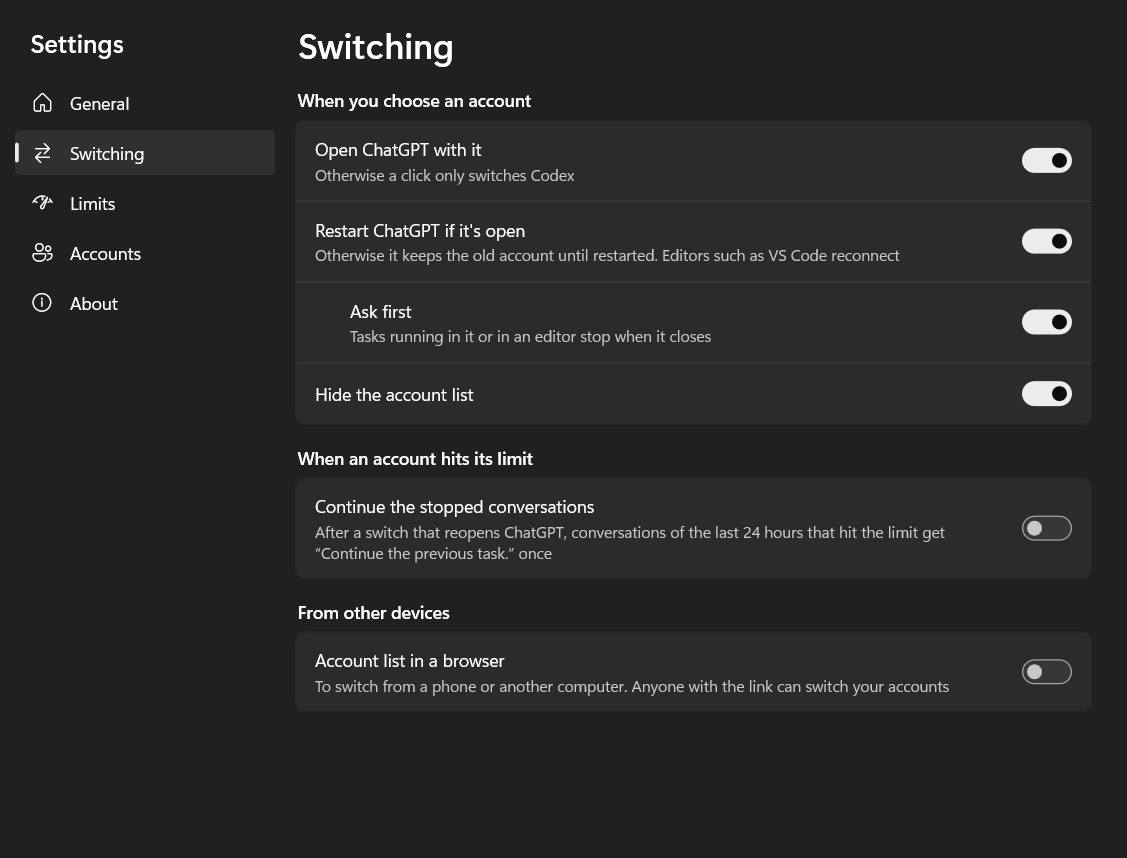 Settings
General
Switching
Limits
Accounts
About
Switching
When you choose an account
Open ChatGPT with it
Otherwise a click only switches Codex
Restart ChatGPT if it's open
Otherwise it keeps the old account until restarted. Editors such as VS Code reconnect
Ask first
Tasks running in it or in an editor stop when it closes
Hide the account list
When an account hits its limit
Continue the stopped conversations
After a switch that reopens ChatGPT, conversations of the last 24 hours that hit the limit get
“Continue the previous task.” once
From other devices
Account list in a browser
To switch from a phone or another computer. Anyone with the link can switch your accounts